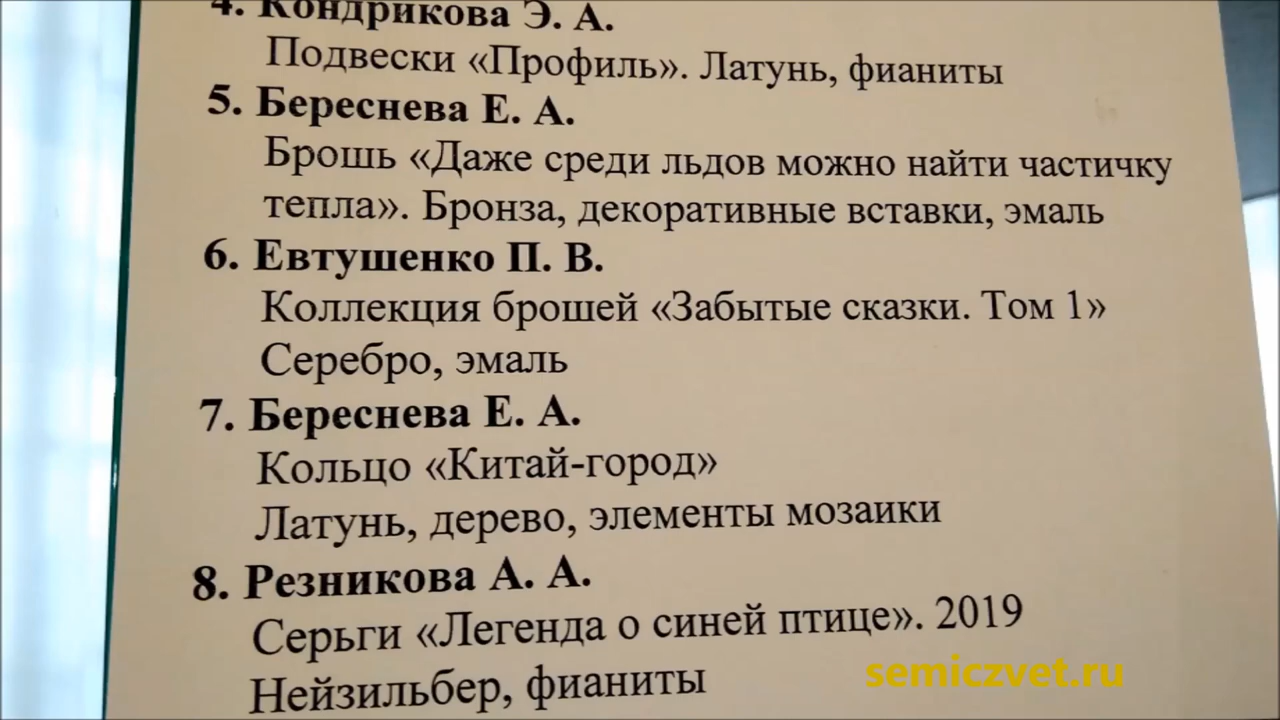 4. Кондрикова Э. А.
Подвески «Профиль». Латунь, фианиты
5. Береснева Е. А.
Брошь «Даже среди льдов можно найти частичку
тепла». Бронза, декоративные вставки, эмаль
6. Евтушенко П. В.
Коллекция брошей «Забытые сказки. Том 1»
Серебро, эмаль
7. Береснева Е. А.
Кольцо «Китай-город»
Латунь, дерево, элементы мозаики
8. Резникова А. А.
Серьги «Легенда о синей птице». 2019
Нейзильбер, фианиты
semiczvet.ru